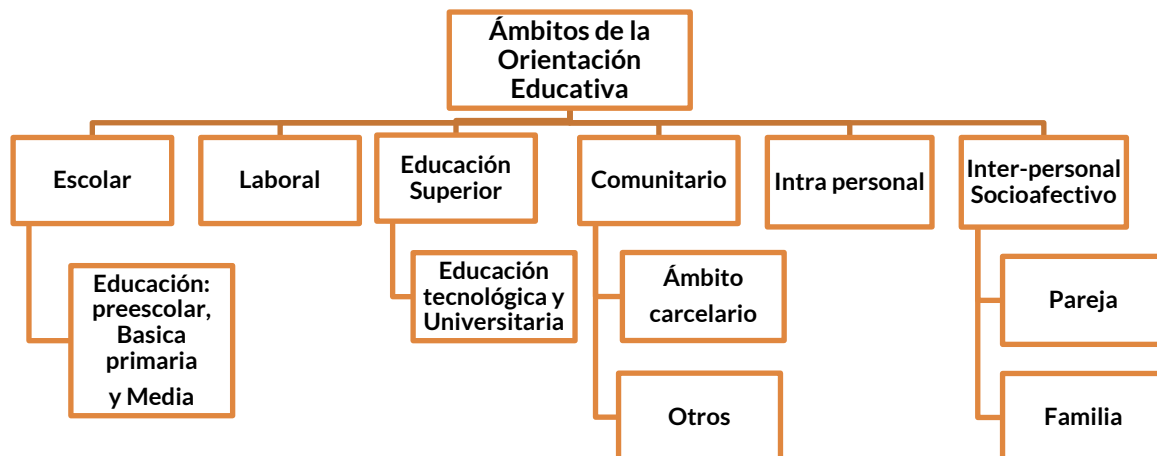 Ámbitos de la
Orientación
Educativa
Escolar
Laboral
Educación
Superior
Comunitario
Intra personal
Inter-personal
Socioafectivo
Educación:
preescolar,
Basica
primaria
y Media
Educación
tecnológica y
Universitaria
Ámbito
carcelario
Otros
Pareja
Familia